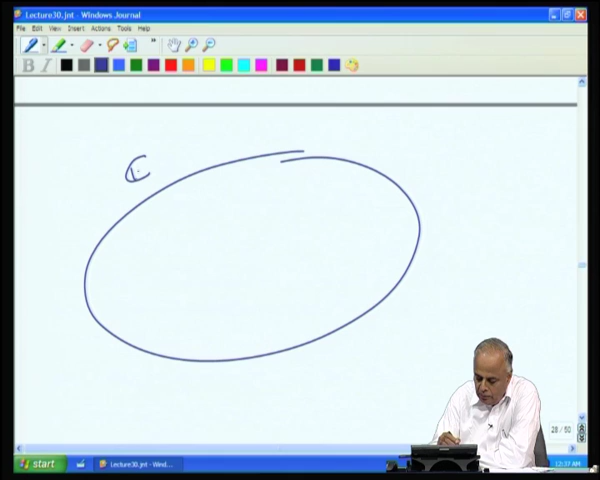 Lecture30.jnt - Windows Journal
File Edit View Insert Actions Tools Help
B I
28 / 50
start Lecture30.jnt - Wind... 12:37 AM